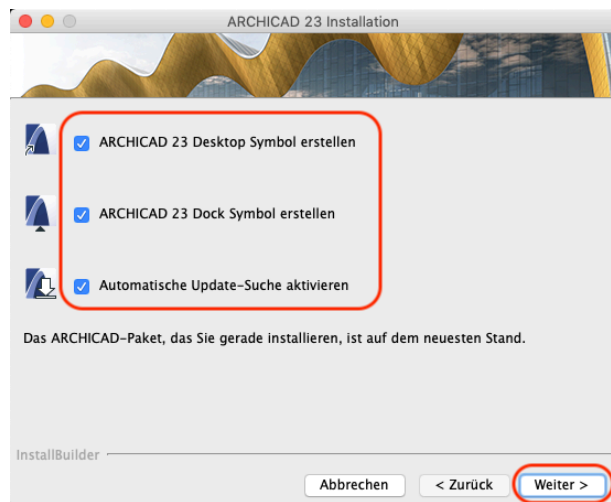 ARCHICAD 23 Installation
ARCHICAD 23 Desktop Symbol erstellen
ARCHICAD 23 Dock Symbol erstellen
Automatische Update-Suche aktivieren
Das ARCHICAD-Paket, das Sie gerade installieren, ist auf dem neuesten Stand.
InstallBuilder
Abbrechen
< Zurück
Weiter >